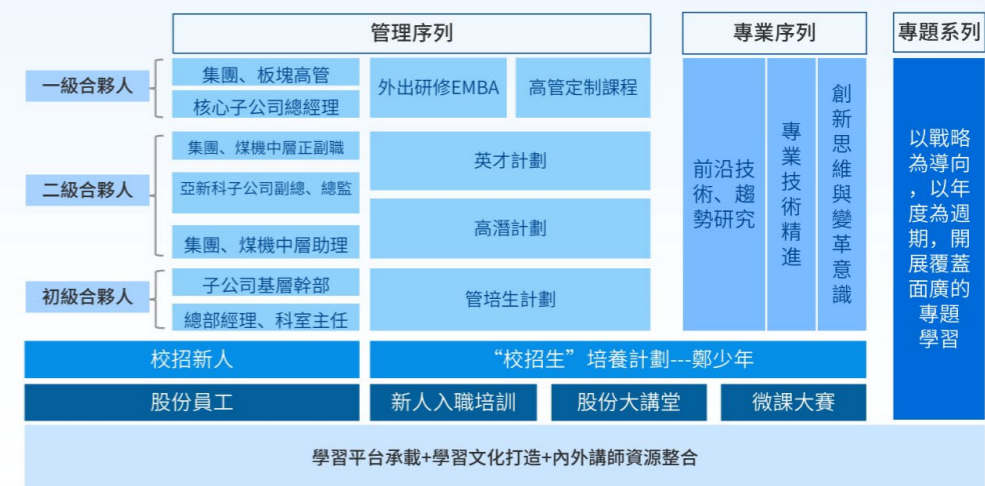 管理序列
專業序列
專題系列
一級合夥人
集團、板塊高管
核心子公司總經理
外出研修EMBA
高管定制課程
二級合夥人
集團、煤機中層正副職
亞新科子公司副總、總監
集團、煤機中層助理
英才計劃
高潛計劃
初級合夥人
子公司基層幹部
總部經理、科室主任
管培生計劃
前沿技
術、趨
勢研究
專業技術精進
創新思維與變革意識
以戰略
為導向
，以年
度為週
期，開
展覆蓋
面廣的
專題
學習
校招新人
“校招生”培養計劃---鄭少年
股份員工
新人入職培訓
股份大講堂
微課大賽
學習平台承載+學習文化打造+內外講師資源整合